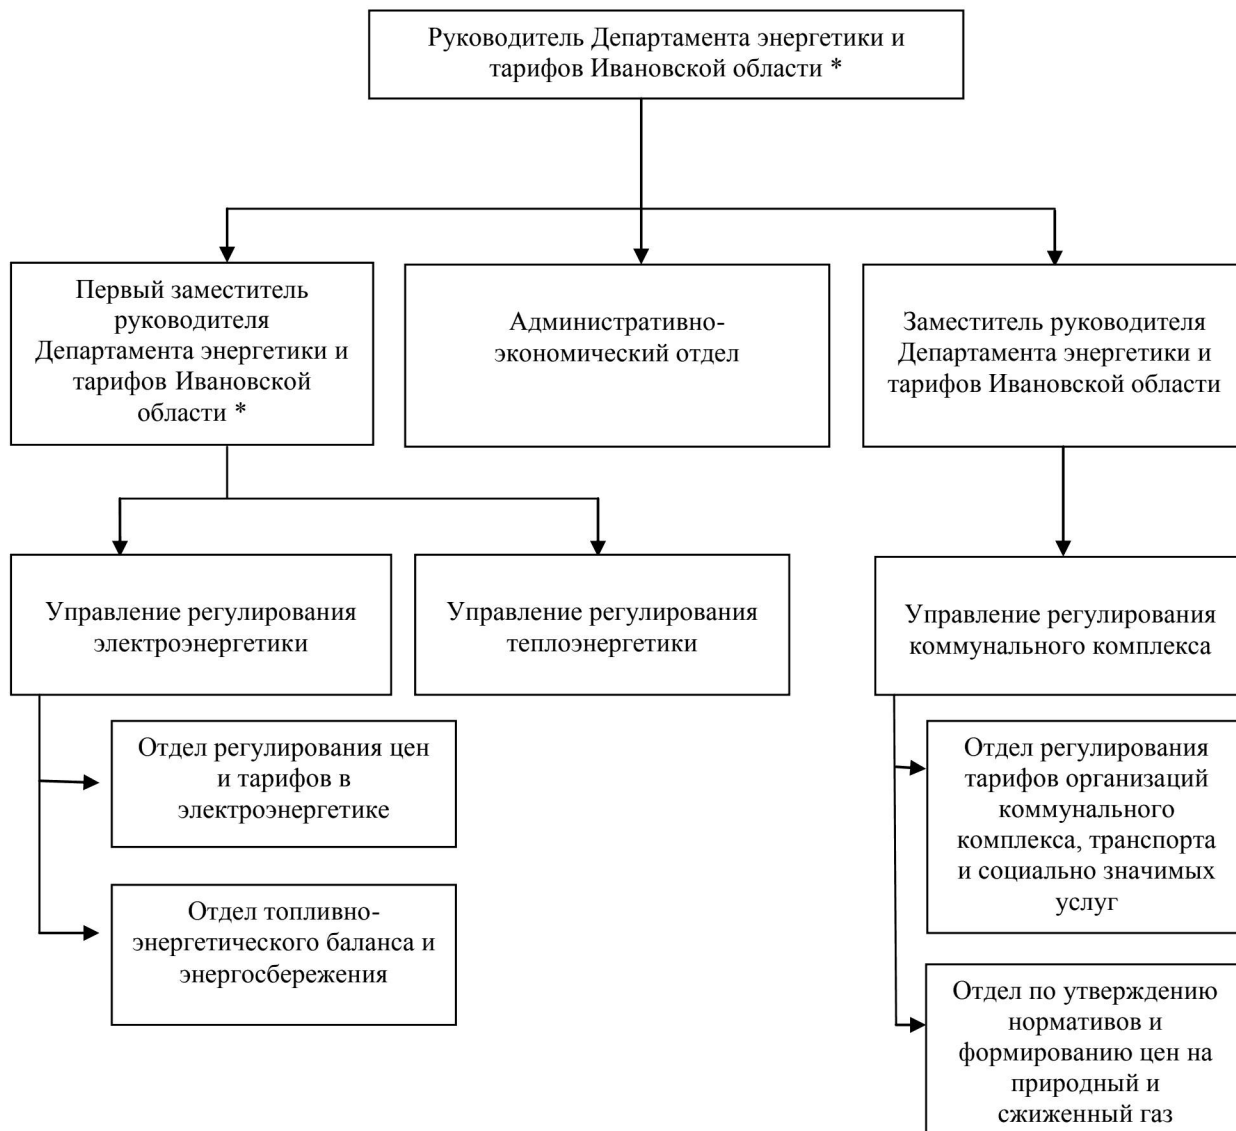 Руководитель Департамента энергетики и
тарифов Ивановской области *
Первый заместитель
руководителя
Департамента энергетики и
тарифов Ивановской
области *
Административно-
экономический отдел
Заместитель руководителя
Департамента энергетики и
тарифов Ивановской области
Управление регулирования
электроэнергетики
Управление регулирования
теплоэнергетики
Управление регулирования
коммунального комплекса
Отдел регулирования цен
и тарифов в
электроэнергетике
Отдел топливно-
энергетического баланса и
энергосбережения
Отдел регулирования
тарифов организаций
коммунального
комплекса, транспорта
и социально значимых
услуг
Отдел по утверждению
нормативов и
формированию цен на
природный и
сжиженный газ